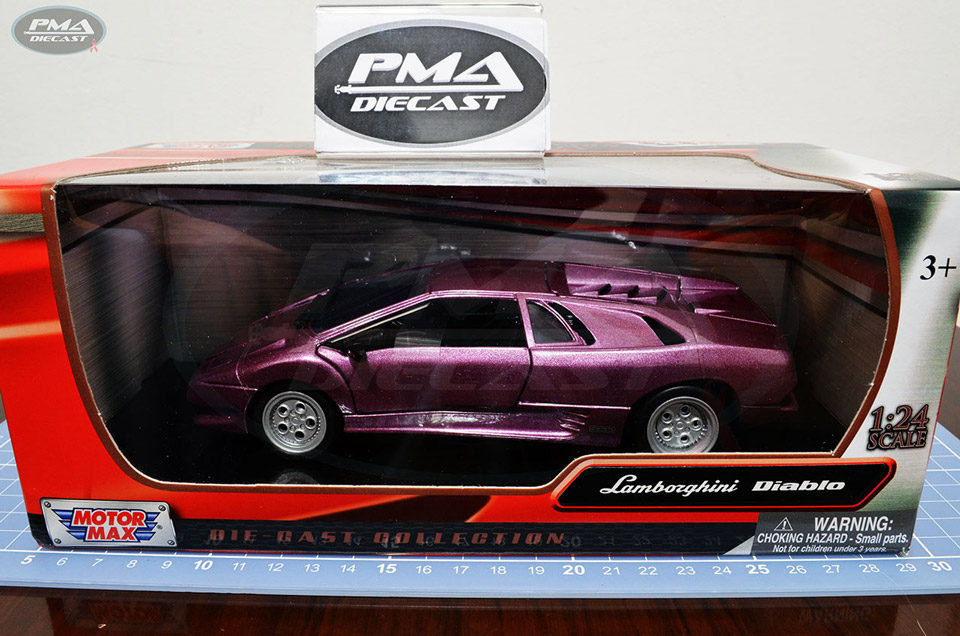 PMA
DIECAST
PMA
DIECAST
PMA
DIECAST
3+
1:24
SCALE
Lamborghini Diablo
MOTOR
MAX
®
DIE-CAST COLLECTION
WARNING:
CHOKING HAZARD - Small parts.
Not for children under 3 years.
5 6 7 8 9 10 11 12 13 14 15 16 17 18 19 20 21 22 23 24 25 26 27 28 29 30